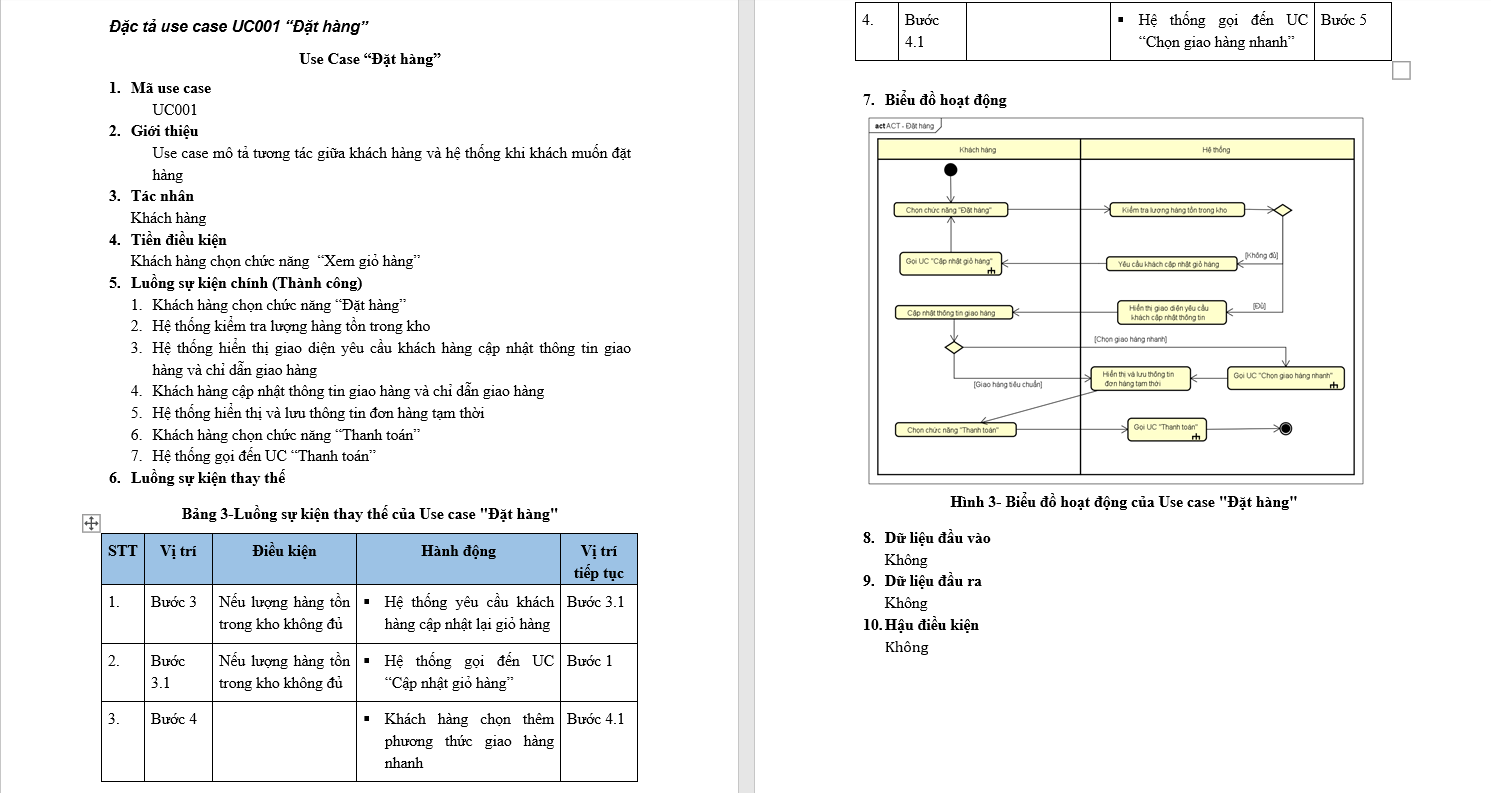 Đặc tả use case UC001 “Đặt hàng”
Use Case “Đặt hàng”
1. Mã use case
UC001
2. Giới thiệu
Use case mô tả tương tác giữa khách hàng và hệ thống khi khách muốn đặt
hàng
3. Tác nhân
Khách hàng
4. Tiền điều kiện
Khách hàng chọn chức năng “Xem giỏ hàng”
5. Luồng sự kiện chính (Thành công)
1. Khách hàng chọn chức năng “Đặt hàng”
2. Hệ thống kiểm tra lượng hàng tồn trong kho
3. Hệ thống hiển thị giao diện yêu cầu khách hàng cập nhật thông tin giao
hàng và chỉ dẫn giao hàng
4. Khách hàng cập nhật thông tin giao hàng và chỉ dẫn giao hàng
5. Hệ thống hiển thị và lưu thông tin đơn hàng tạm thời
6. Khách hàng chọn chức năng “Thanh toán”
7. Hệ thống gọi đến UC “Thanh toán”
6. Luồng sự kiện thay thế
Bảng 3-Luồng sự kiện thay thế của Use case "Đặt hàng"
STT Vị trí Điều kiện Hành động Vị trí
tiếp tục
1. Bước 3 Nếu lượng hàng tồn ▪ Hệ thống yêu cầu khách Bước 3.1
trong kho không đủ hàng cập nhật lại giỏ hàng
2. Bước Nếu lượng hàng tồn ▪ Hệ thống gọi đến UC Bước 1
3.1 trong kho không đủ “Cập nhật giỏ hàng”
3. Bước 4 ▪ Khách hàng chọn thêm Bước 4.1
phương thức giao hàng
nhanh
4. Bước ▪ Hệ thống gọi đến UC Bước 5
4.1 “Chọn giao hàng nhanh”
7. Biểu đồ hoạt động
act ACT - Đặt hàng
Khách hàng Hệ thống
Chọn chức năng "Đặt hàng" Kiểm tra lượng hàng tồn trong kho
[Không đủ]
Gọi UC "Cập nhật giỏ hàng" Yêu cầu khách cập nhật giỏ hàng
[Đủ]
Cập nhật thông tin giao hàng Hiển thị giao diện yêu cầu
khách cập nhật thông tin
[Chọn giao hàng nhanh]
Hiển thị và lưu thông tin Gọi UC "Chọn giao hàng nhanh"
[Giao hàng tiêu chuẩn] đơn hàng tạm thời
Chọn chức năng "Thanh toán" Gọi UC "Thanh toán"
Hình 3- Biểu đồ hoạt động của Use case "Đặt hàng"
8. Dữ liệu đầu vào
Không
9. Dữ liệu đầu ra
Không
10. Hậu điều kiện
Không